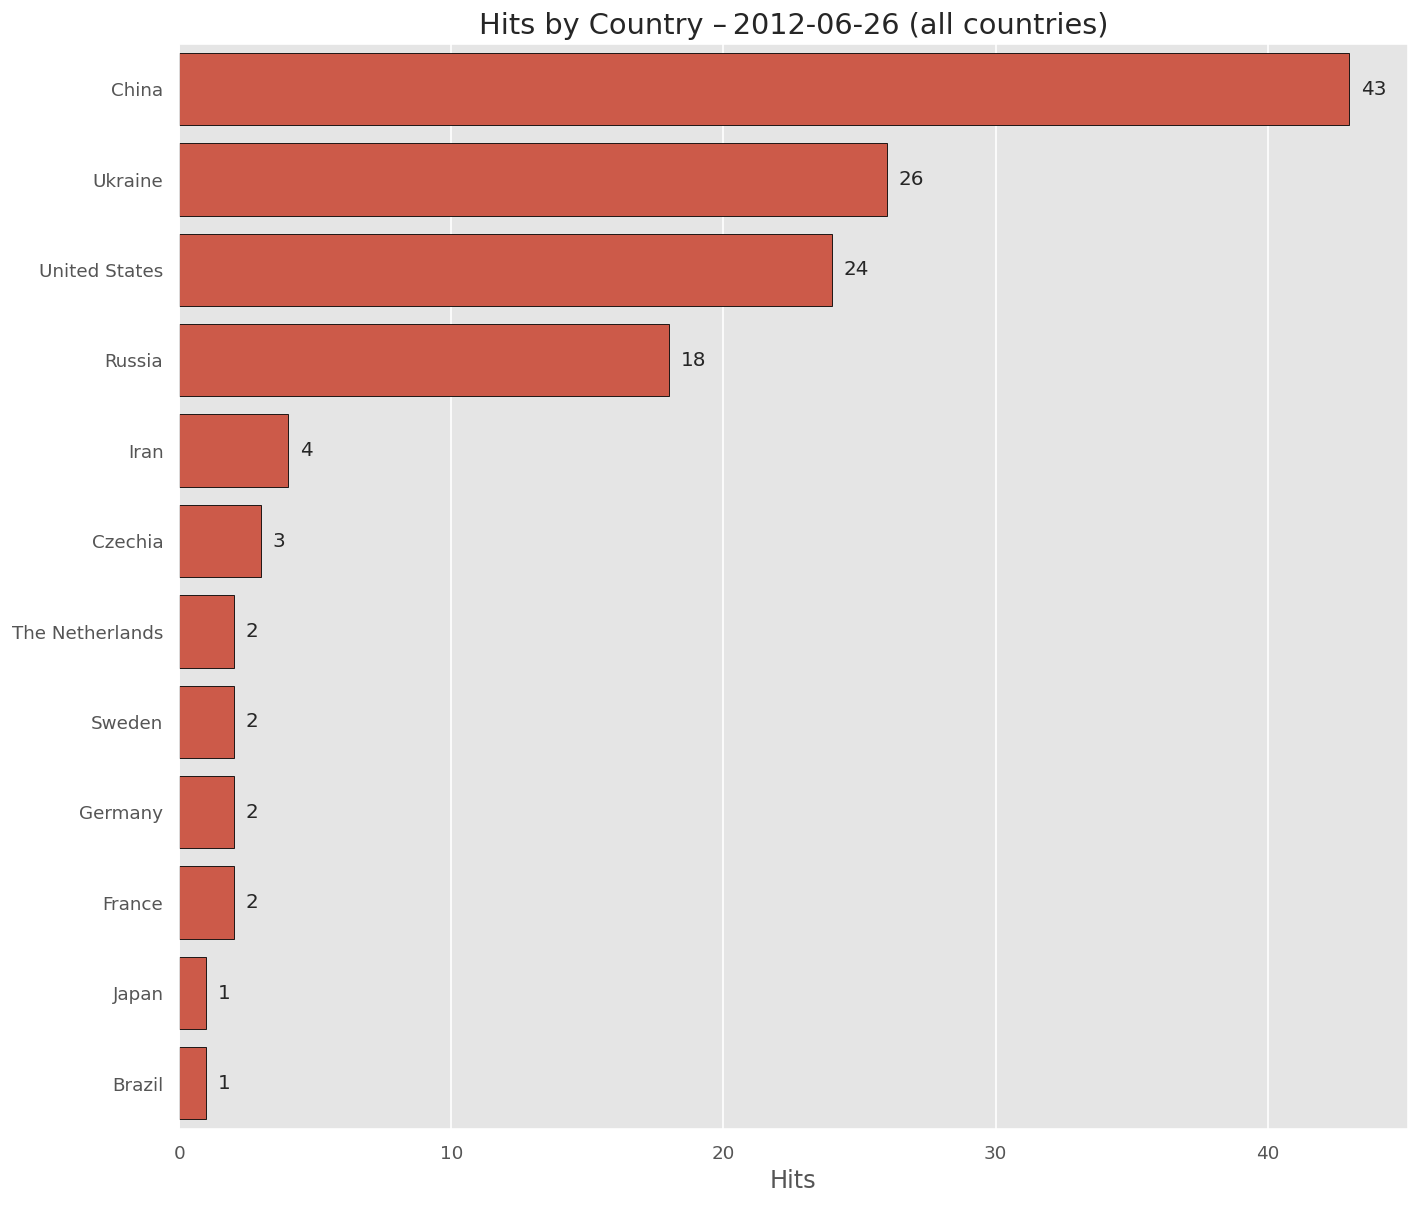 Hits by Country – 2012-06-26 (all countries)
China 43
Ukraine 26
United States 24
Russia 18
Iran 4
Czechia 3
The Netherlands 2
Sweden 2
Germany 2
France 2
Japan 1
Brazil 1
0 10 20 30 40
Hits